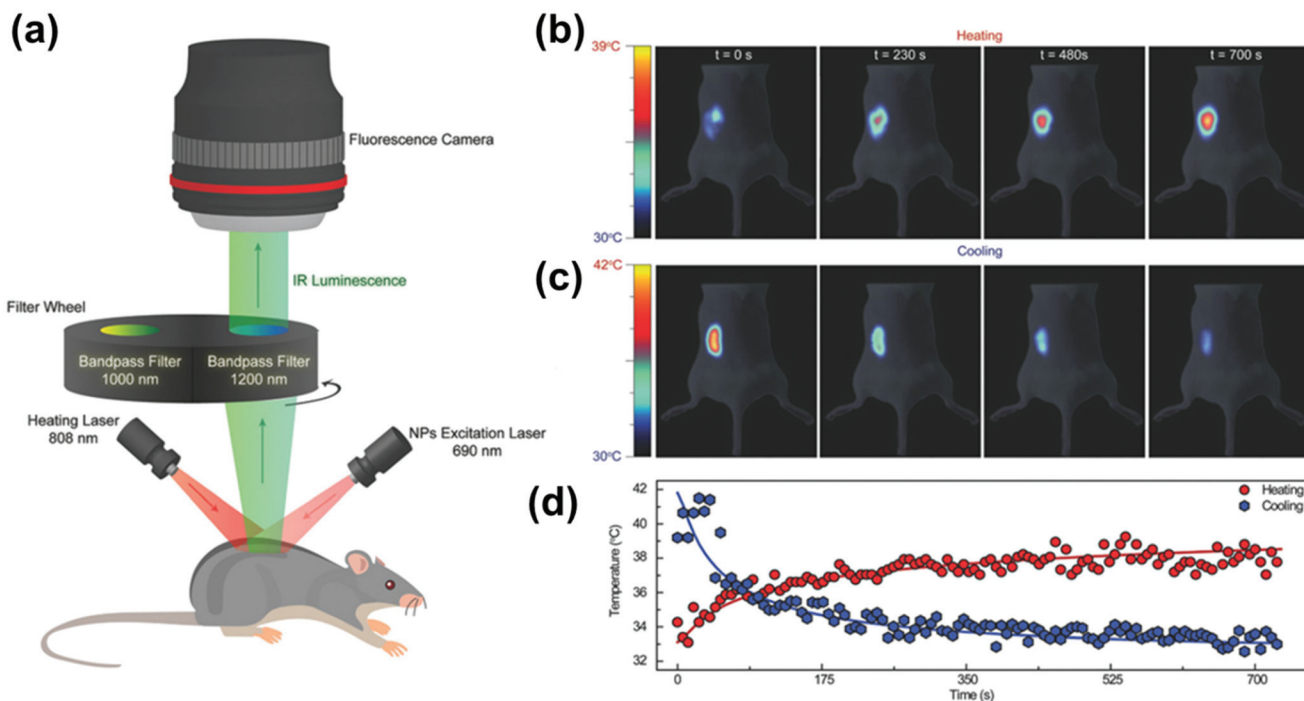 (a)
Fluorescence Camera
IR Luminescence
Filter Wheel
Bandpass Filter
1000 nm
Bandpass Filter
1200 nm
Heating Laser
808 nm
NPs Excitation Laser
690 nm
(b)
Heating
39°C
30°C
t = 0 s
t = 230 s
t = 480s
t = 700 s
(c)
Cooling
42°C
30°C
(d)
Heating
Cooling
Temperature (°C)
42
40
38
36
34
32
0
175
350
525
700
Time (s)